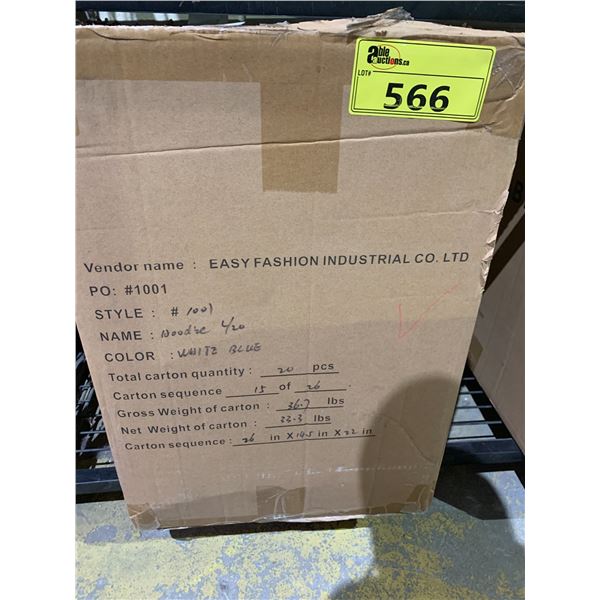 able
auctions.ca
LOT#
566
Vendor name : EASY FASHION INDUSTRIAL CO. LTD
PO: #1001
STYLE : # 1001
NAME : 4/20
COLOR : WHITE BLUE
Total carton quantity : 20 pcs
Carton sequence 15 of 26
Gross Weight of carton : 36.7 lbs
Net Weight of carton : 33.3 lbs
Carton sequence : 26 in X 14.5 in X 22 in